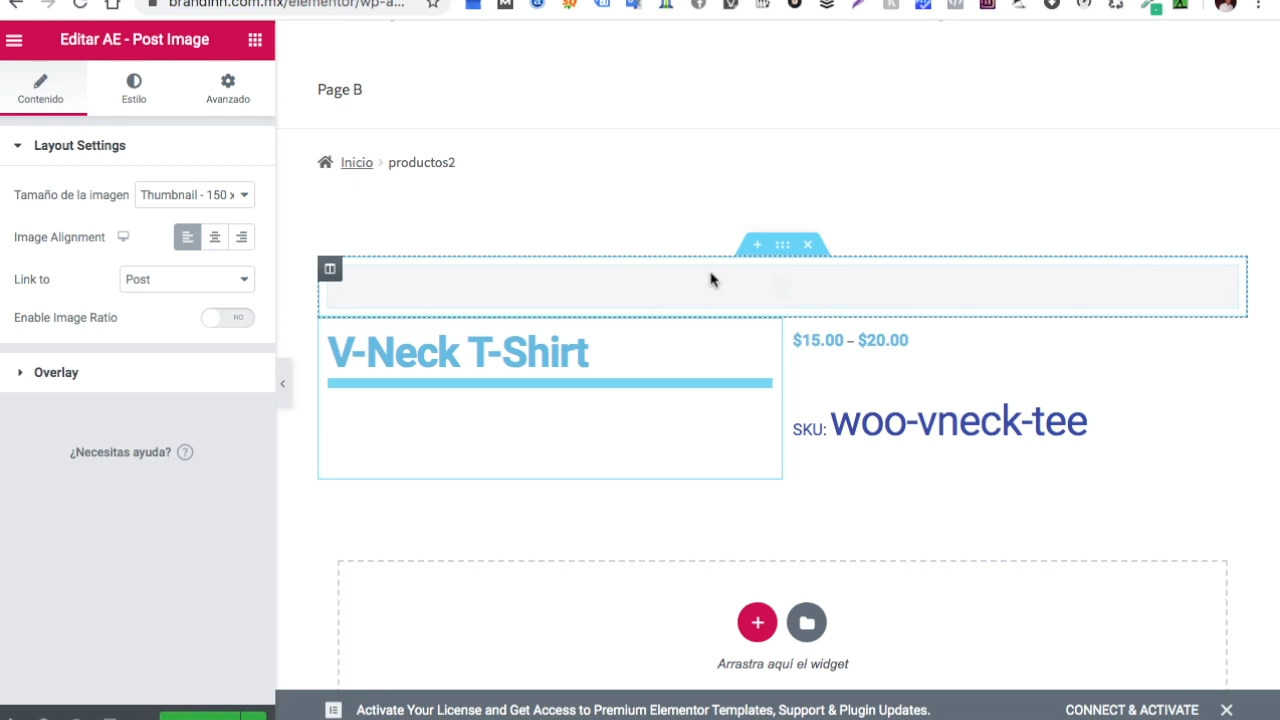 brandinn.com.mx/elementor/wp-a...
Editar AE - Post Image
Contenido
Estilo
Avanzado
Page B
Layout Settings
Inicio > productos2
Tamaño de la imagen
Thumbnail - 150 x
Image Alignment
Link to
Post
Enable Image Ratio
NO
V-Neck T-Shirt
$15.00 – $20.00
Overlay
SKU: woo-vneck-tee
¿Necesitas ayuda? ?
Arrastra aquí el widget
Activate Your License and Get Access to Premium Elementor Templates, Support & Plugin Updates.
CONNECT & ACTIVATE